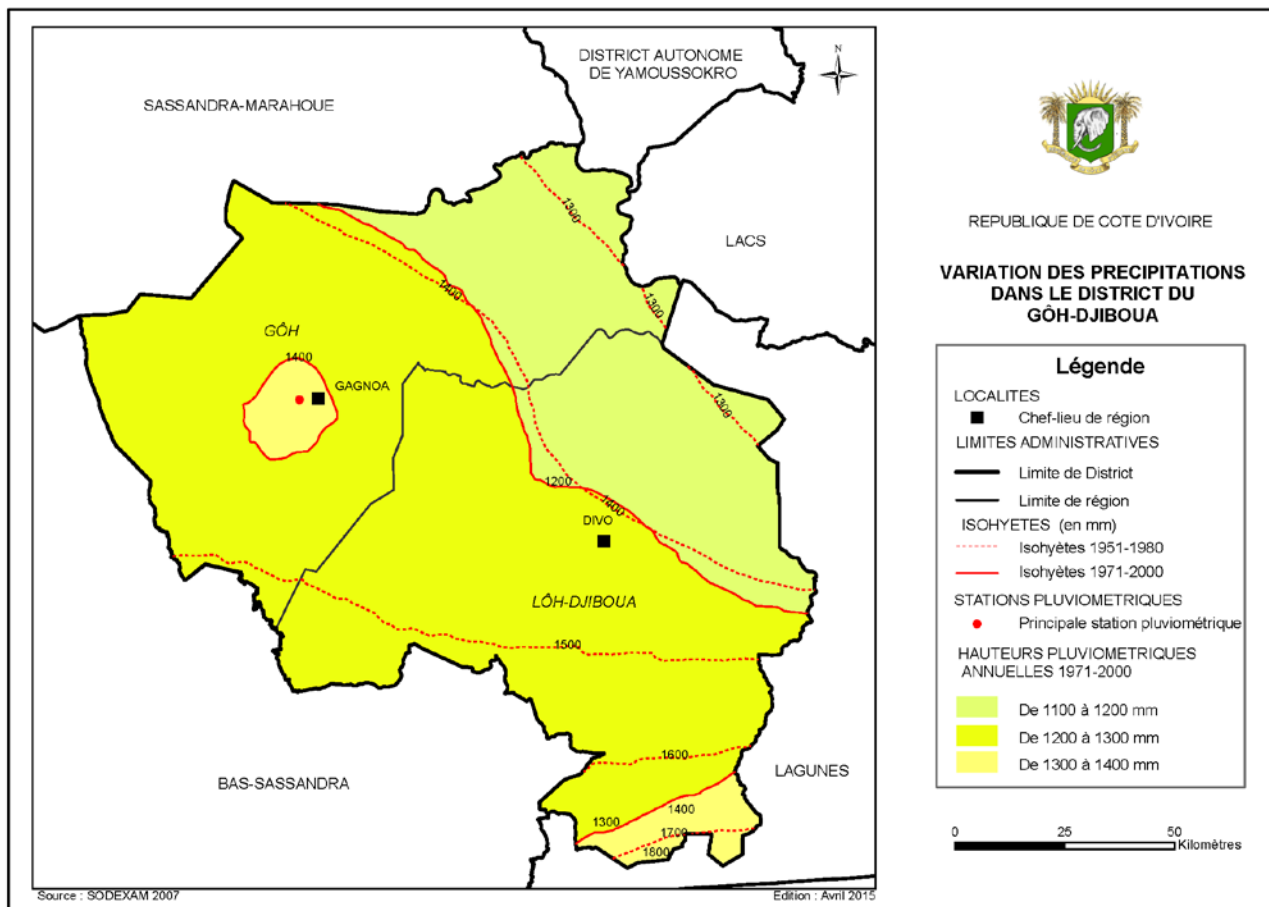 DISTRICT AUTONOME
DE YAMOUSSOKRO
N
SASSANDRA-MARAHOUE
1300
LACS
1300
1400
GÔH
1400
GAGNOA
1300
1200
1400
DIVO
LÔH-DJIBOUA
1500
1600
BAS-SASSANDRA
LAGUNES
1400
1300
1700
1800
Source : SODEXAM 2007
Edition : Avril 2015
REPUBLIQUE DE COTE D'IVOIRE
VARIATION DES PRECIPITATIONS
DANS LE DISTRICT DU
GÔH-DJIBOUA
Légende
LOCALITES
Chef-lieu de région
LIMITES ADMINISTRATIVES
Limite de District
Limite de région
ISOHYETES (en mm)
Isohyètes 1951-1980
Isohyètes 1971-2000
STATIONS PLUVIOMETRIQUES
Principale station pluviométrique
HAUTEURS PLUVIOMETRIQUES
ANNUELLES 1971-2000
De 1100 à 1200 mm
De 1200 à 1300 mm
De 1300 à 1400 mm
0 25 50
Kilomètres